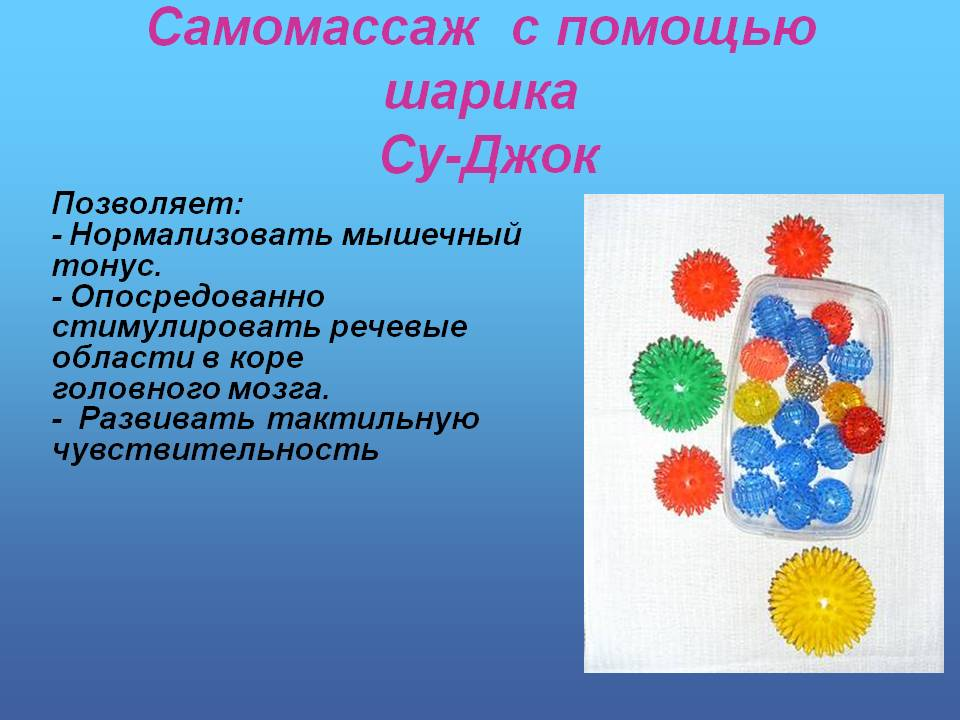 Самомассаж с помощью
шарика
Су-Джок
Позволяет:
- Нормализовать мышечный
тонус.
- Опосредованно
стимулировать речевые
области в коре
головного мозга.
- Развивать тактильную
чувствительность